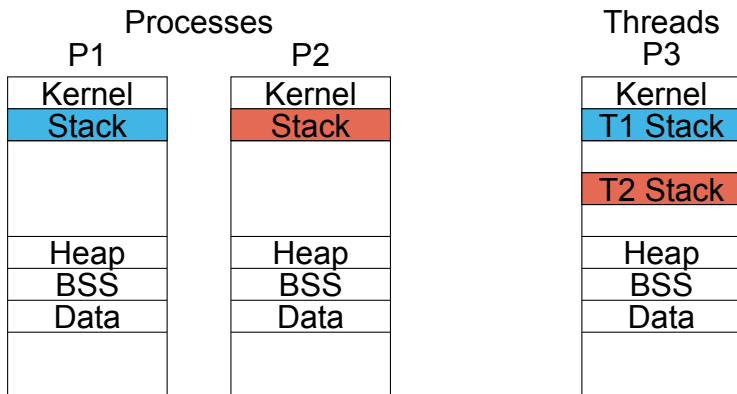 Processes
P1
Kernel
Stack
Heap
BSS
Data
P2
Kernel
Stack
Heap
BSS
Data
Threads
P3
Kernel
T1 Stack
T2 Stack
Heap
BSS
Data